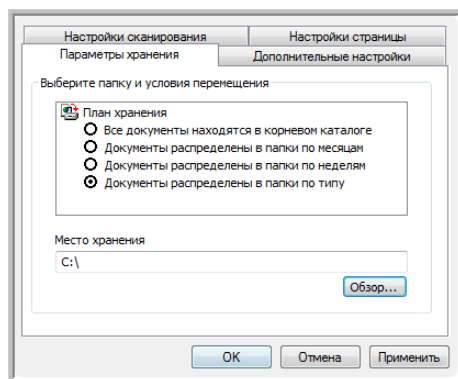 Настройки сканирования
Настройки страницы
Параметры хранения
Дополнительные настройки
Выберите папку и условия перемещения
План хранения
Все документы находятся в корневом каталоге
Документы распределены в папки по месяцам
Документы распределены в папки по неделям
Документы распределены в папки по типу
Место хранения
C:\
Обзор...
OK
Отмена
Применить